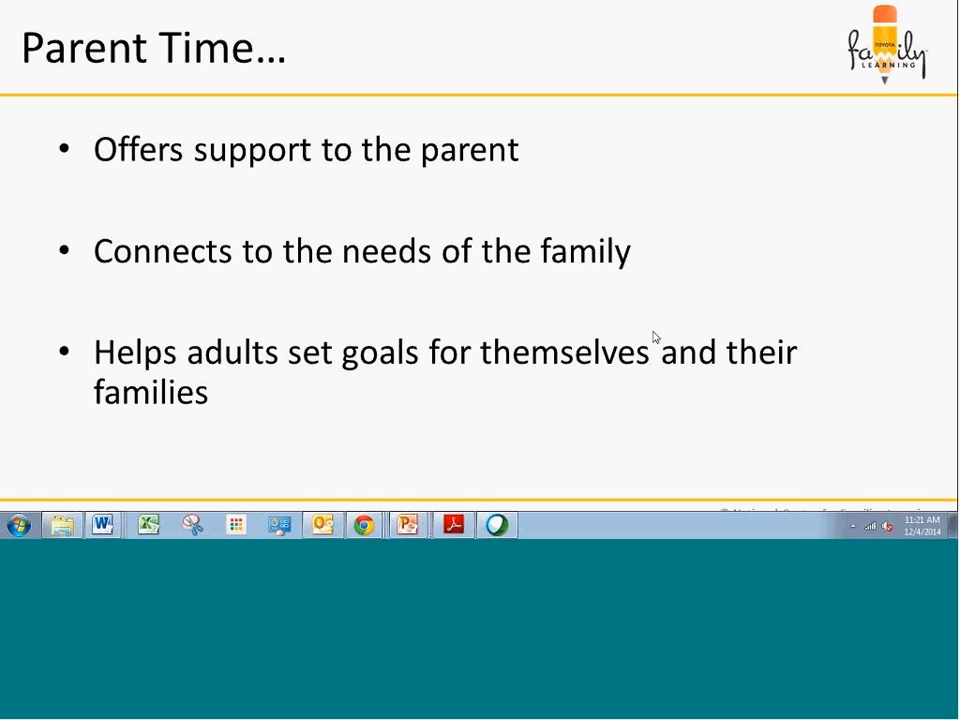 Parent Time…
TOYOTA
family
LEARNING
• Offers support to the parent
• Connects to the needs of the family
• Helps adults set goals for themselves and their
families
11:21 AM
12/4/2014